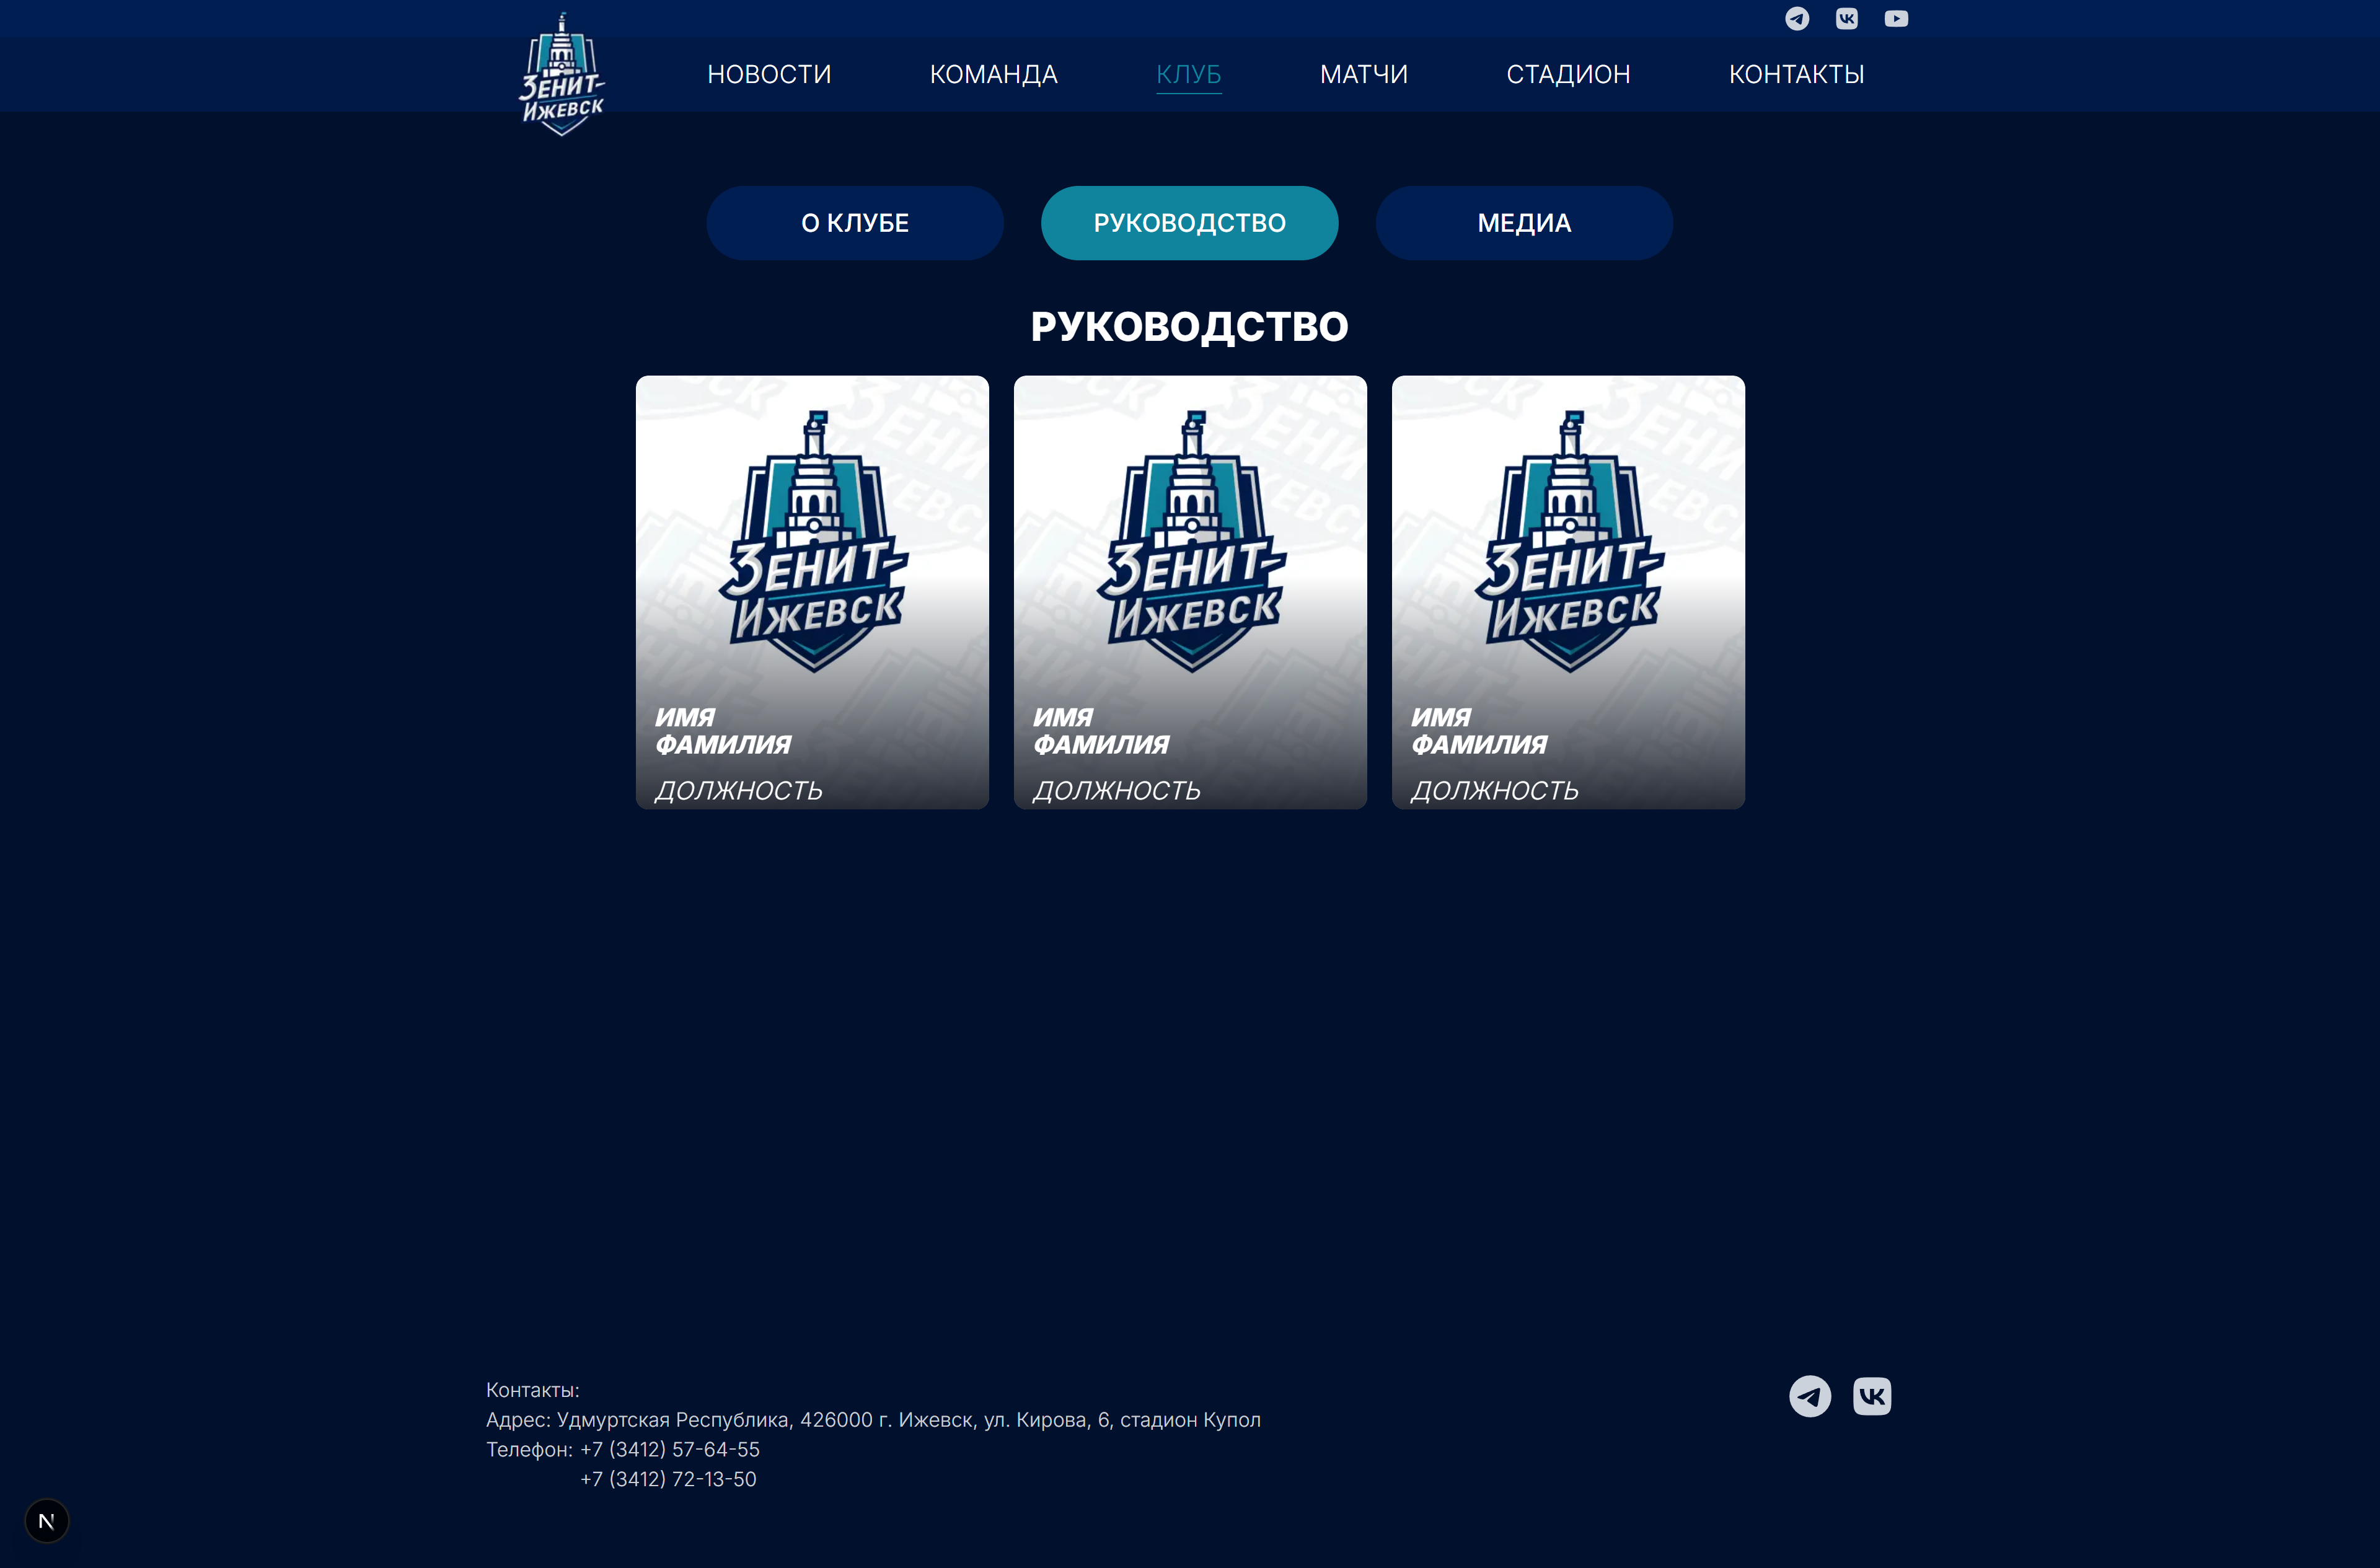 ЗЕНИТ-
ИЖЕВСК
НОВОСТИ
КОМАНДА
КЛУБ
МАТЧИ
СТАДИОН
КОНТАКТЫ
О КЛУБЕ
РУКОВОДСТВО
МЕДИА
РУКОВОДСТВО
ЗЕНИТ-
ИЖЕВСК
ИМЯ
ФАМИЛИЯ
ДОЛЖНОСТЬ
ЗЕНИТ-
ИЖЕВСК
ИМЯ
ФАМИЛИЯ
ДОЛЖНОСТЬ
ЗЕНИТ-
ИЖЕВСК
ИМЯ
ФАМИЛИЯ
ДОЛЖНОСТЬ
Контакты:
Адрес: Удмуртская Республика, 426000 г. Ижевск, ул. Кирова, 6, стадион Купол
Телефон: +7 (3412) 57-64-55
+7 (3412) 72-13-50